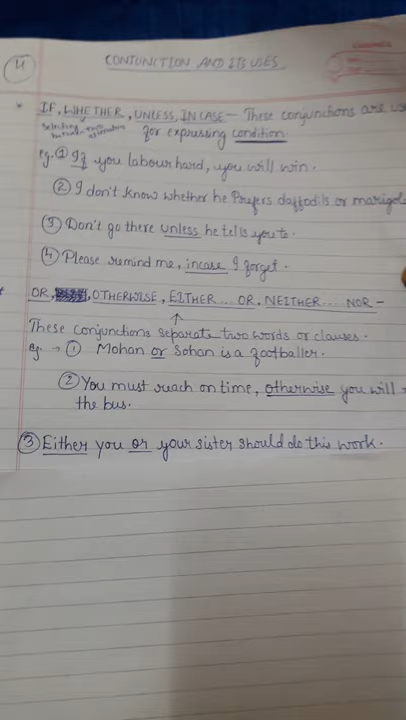 4
CONJUNCTION AND ITS USES
* IF, WHETHER, UNLESS, IN CASE - These conjunctions are
for expressing condition.
eg. ① If you labour hard, you will win.
② I don't know whether he Prefers daffodils or
③ Don't go there unless he tells you to.
④ Please remind me, incase I forget.
OR, OTHERWISE, EITHER... OR, NEITHER... NOR -
↑
These conjunctions separate two words or clauses.
eg. → ① Mohan or Sohan is a footballer.
② You must reach on time, otherwise you will
the bus.
③ Either you or your sister should do this work.